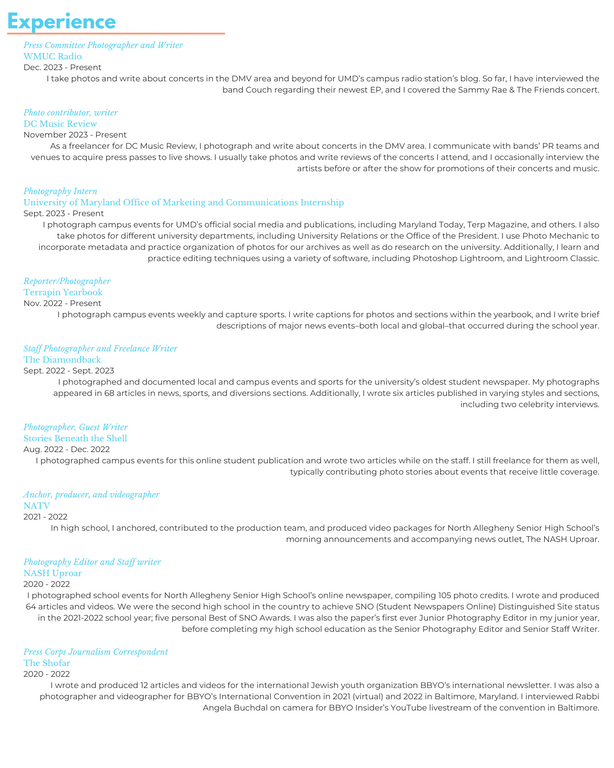 Experience
Press Committee Photographer and Writer
WMUC Radio
Dec. 2023 - Present
I take photos and write about concerts in the DMV area and beyond for UMD's campus radio station's blog. So far, I have interviewed the
band Couch regarding their newest EP, and I covered the Sammy Rae & The Friends concert.
Photo contributor, writer
DC Music Review
November 2023 - Present
As a freelancer for DC Music Review, I photograph and write about concerts in the DMV area. I communicate with bands' PR teams and
venues to acquire press passes to live shows. I usually take photos and write reviews of the concerts I attend, and I occasionally interview the
artists before or after the show for promotions of their concerts and music.
Photography Intern
University of Maryland Office of Marketing and Communications Internship
Sept. 2023 - Present
I photograph campus events for UMD's official social media and publications, including Maryland Today, Terp Magazine, and others. I also
take photos for different university departments, including University Relations or the Office of the President. I use Photo Mechanic to
incorporate metadata and practice organization of photos for our archives as well as do research on the university. Additionally, I learn and
practice editing techniques using a variety of software, including Photoshop Lightroom, and Lightroom Classic.
Reporter/Photographer
Terrapin Yearbook
Nov. 2022 - Present
I photograph campus events weekly and capture sports. I write captions for photos and sections within the yearbook, and I write brief
descriptions of major news events–both local and global–that occurred during the school year.
Staff Photographer and Freelance Writer
The Diamondback
Sept. 2022 - Sept. 2023
I photographed and documented local and campus events and sports for the university's oldest student newspaper. My photographs
appeared in 68 articles in news, sports, and diversions sections. Additionally, I wrote six articles published in varying styles and sections,
including two celebrity interviews.
Photographer, Guest Writer
Stories Beneath the Shell
Aug. 2022 - Dec. 2022
I photographed campus events for this online student publication and wrote two articles while on the staff. I still freelance for them as well,
typically contributing photo stories about events that receive little coverage.
Anchor, producer, and videographer
NATV
2021 - 2022
In high school, I anchored, contributed to the production team, and produced video packages for North Allegheny Senior High School's
morning announcements and accompanying news outlet, The NASH Uproar.
Photography Editor and Staff writer
NASH Uproar
2020 - 2022
I photographed school events for North Allegheny Senior High School's online newspaper, compiling 105 photo credits. I wrote and produced
64 articles and videos. We were the second high school in the country to achieve SNO (Student Newspapers Online) Distinguished Site status
in the 2021-2022 school year; five personal Best of SNO Awards. I was also the paper's first ever Junior Photography Editor in my junior year,
before completing my high school education as the Senior Photography Editor and Senior Staff Writer.
Press Corps Journalism Correspondent
The Shofar
2020 - 2022
I wrote and produced 12 articles and videos for the international Jewish youth organization BBYO's international newsletter. I was also a
photographer and videographer for BBYO's International Convention in 2021 (virtual) and 2022 in Baltimore, Maryland. I interviewed Rabbi
Angela Buchdal on camera for BBYO Insider's YouTube livestream of the convention in Baltimore.